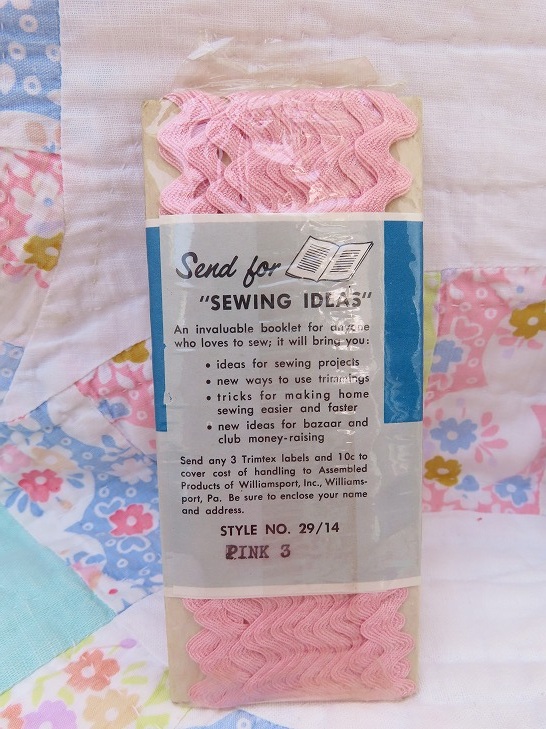 Send for
"SEWING IDEAS"
An invaluable booklet for anyone
who loves to sew; it will bring you:
• ideas for sewing projects
• new ways to use trimmings
• tricks for making home
sewing easier and faster
• new ideas for bazaar and
club money-raising
Send any 3 Trimtex labels and 10c to
cover cost of handling to Assembled
Products of Williamsport, Inc., Williams-
port, Pa. Be sure to enclose your name
and address.
STYLE NO. 29/14
PINK 3